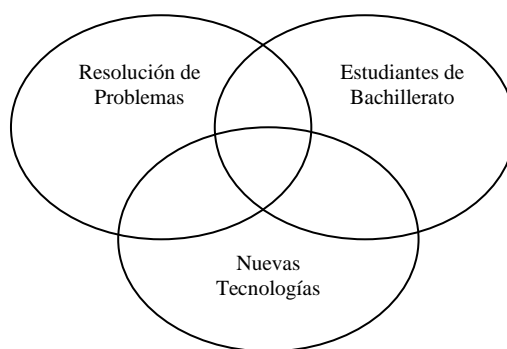 Resolución de
Problemas
Estudiantes de
Bachillerato
Nuevas
Tecnologías